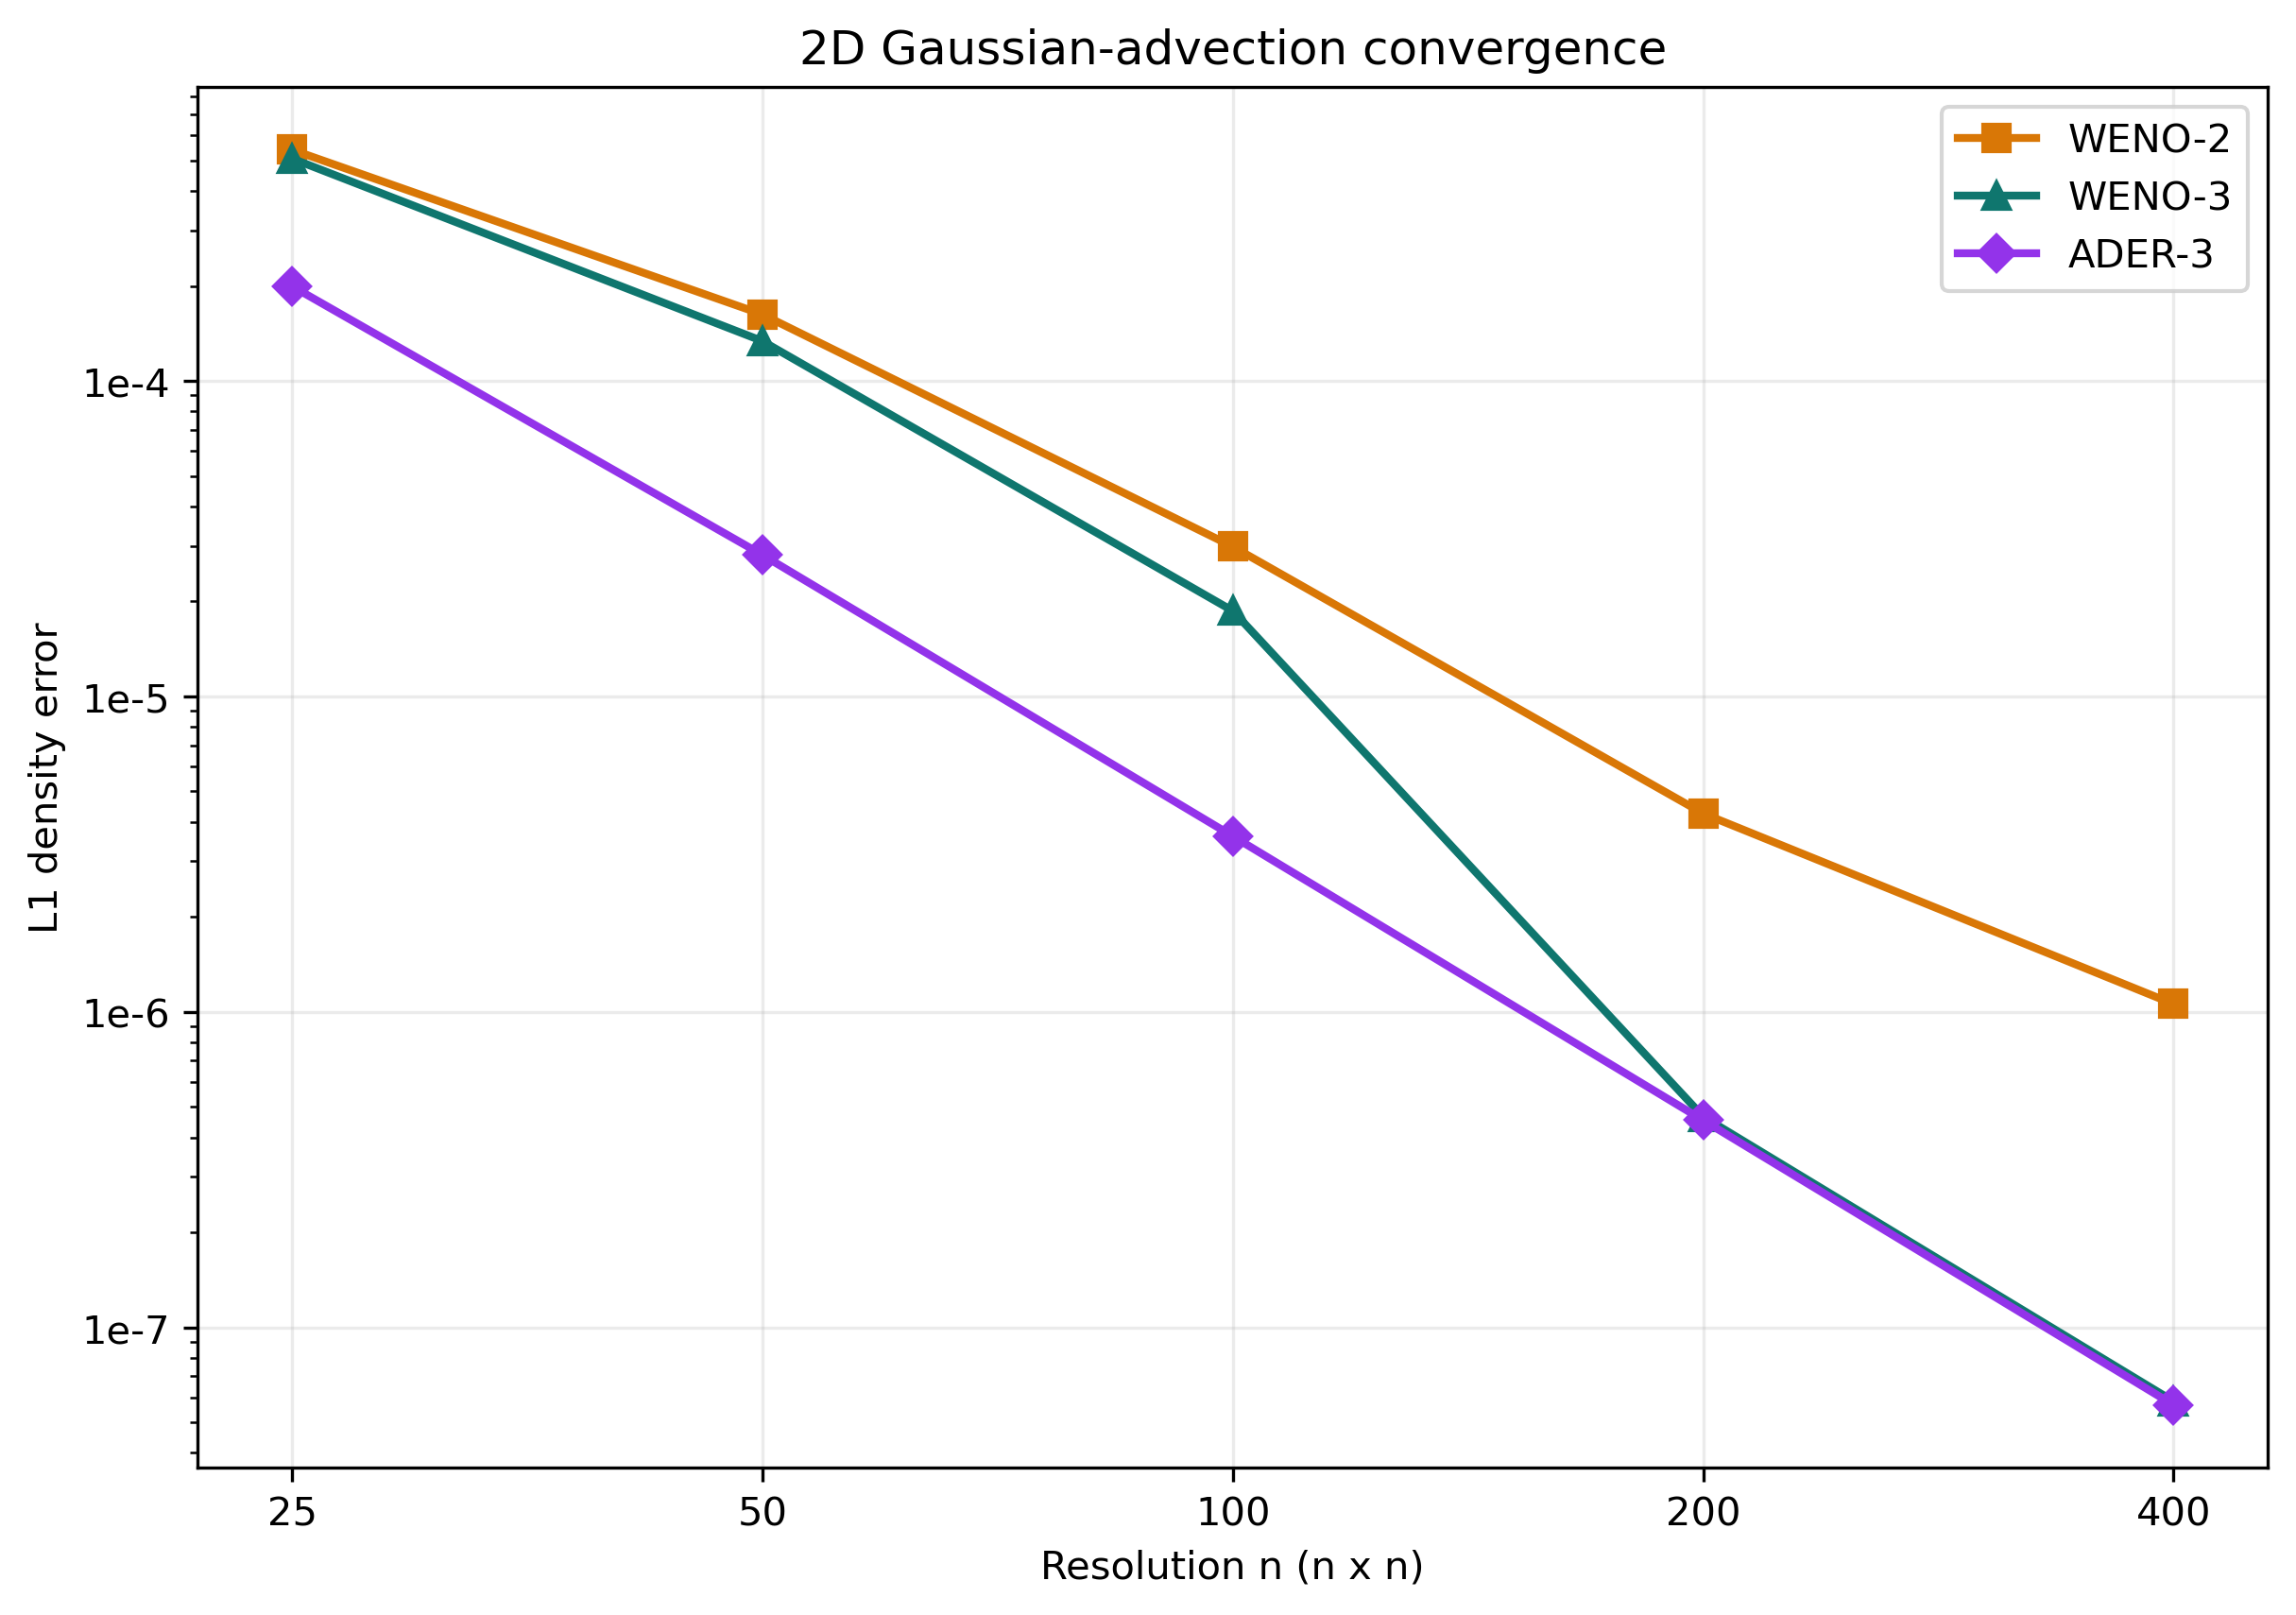 2D Gaussian-advection convergence
WENO-2
WENO-3
ADER-3
L1 density error
1e-4
1e-5
1e-6
1e-7
25 50 100 200 400
Resolution n (n x n)